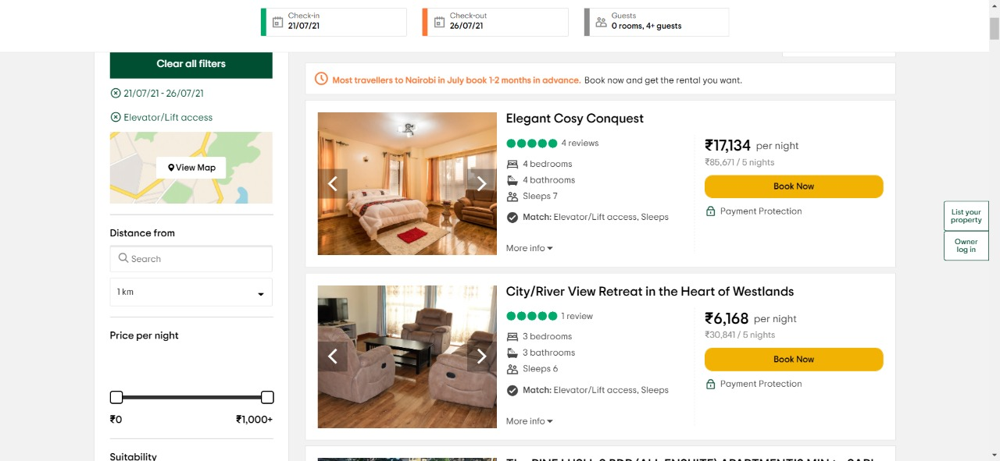 Check-in
21/07/21
Check-out
26/07/21
Guests
0 rooms, 4+ guests
Clear all filters
21/07/21 - 26/07/21
Elevator/Lift access
View Map
Distance from
Search
1 km
Price per night
₹0
₹1,000+
Suitability
Most travellers to Nairobi in July book 1-2 months in advance. Book now and get the rental you want.
Elegant Cosy Conquest
4 reviews
4 bedrooms
4 bathrooms
Sleeps 7
Match: Elevator/Lift access, Sleeps
More info
₹17,134 per night
₹85,671 / 5 nights
Book Now
Payment Protection
City/River View Retreat in the Heart of Westlands
1 review
3 bedrooms
3 bathrooms
Sleeps 6
Match: Elevator/Lift access, Sleeps
More info
₹6,168 per night
₹30,841 / 5 nights
Book Now
Payment Protection
List your
property
Owner
log in